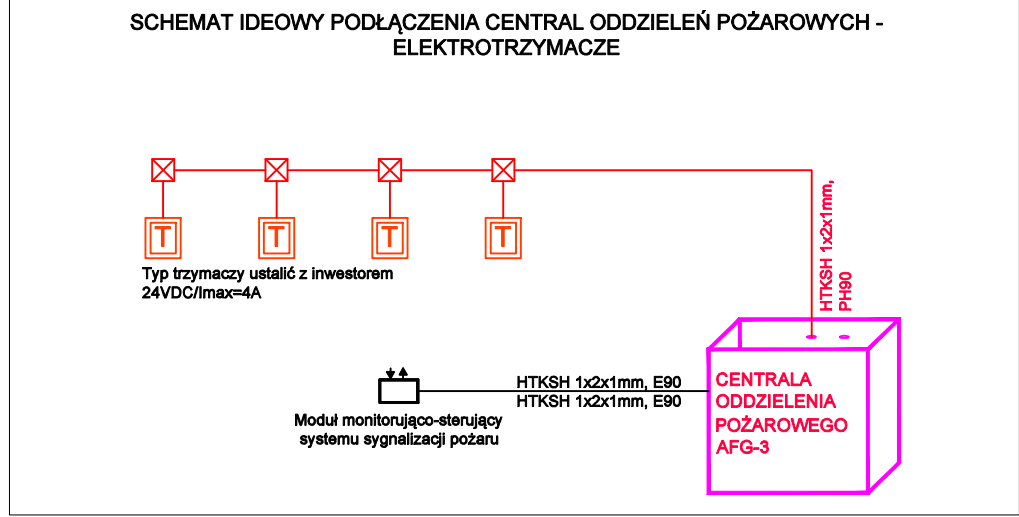 SCHEMAT IDEOWY PODŁĄCZENIA CENTRAL ODDZIELEŃ POŻAROWYCH -
ELEKTROTRZYMACZE
T
T
T
T
Typ trzymaczy ustalić z inwestorem
24VDC/Imax=4A
HTKSH 1x2x1mm,
PH90
HTKSH 1x2x1mm, E90
HTKSH 1x2x1mm, E90
Moduł monitorująco-sterujący
systemu sygnalizacji pożaru
CENTRALA
ODDZIELENIA
POŻAROWEGO
AFG-3